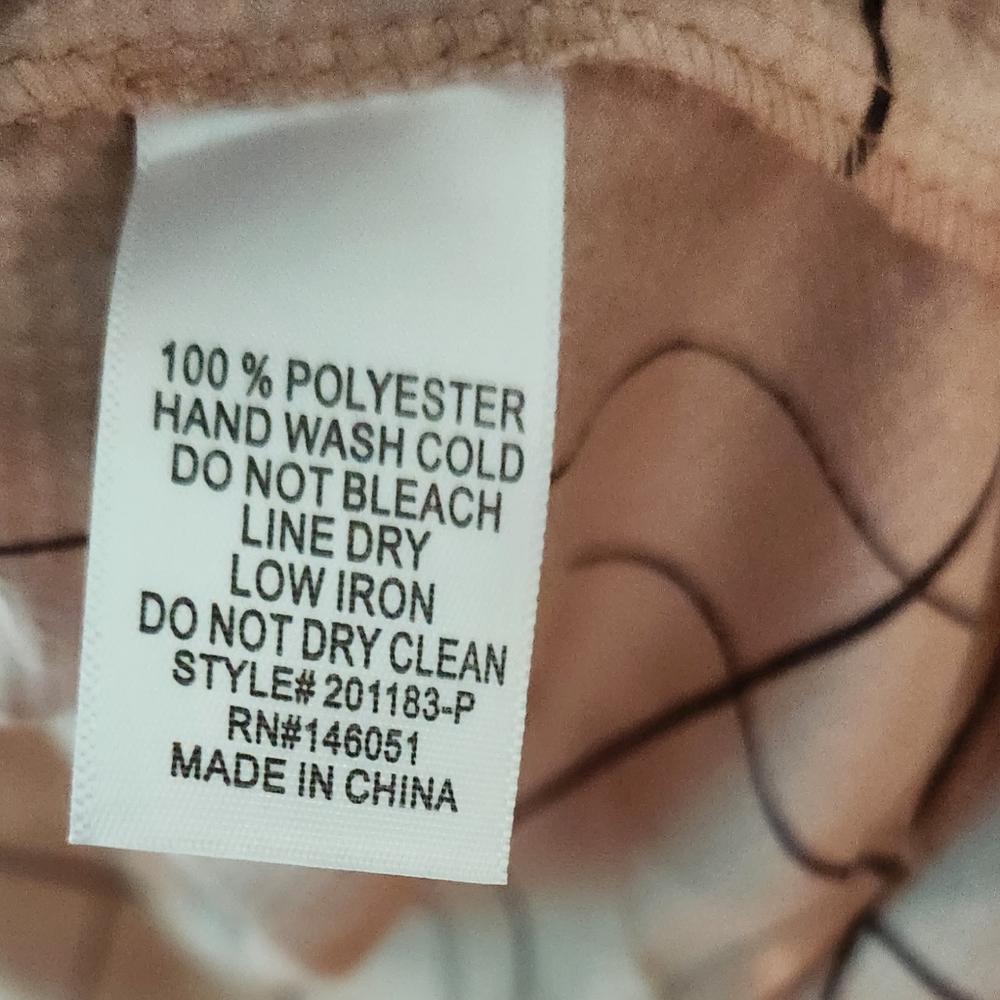 100 % POLYESTER
HAND WASH COLD
DO NOT BLEACH
LINE DRY
LOW IRON
DO NOT DRY CLEAN
STYLE# 201183-P
RN#146051
MADE IN CHINA